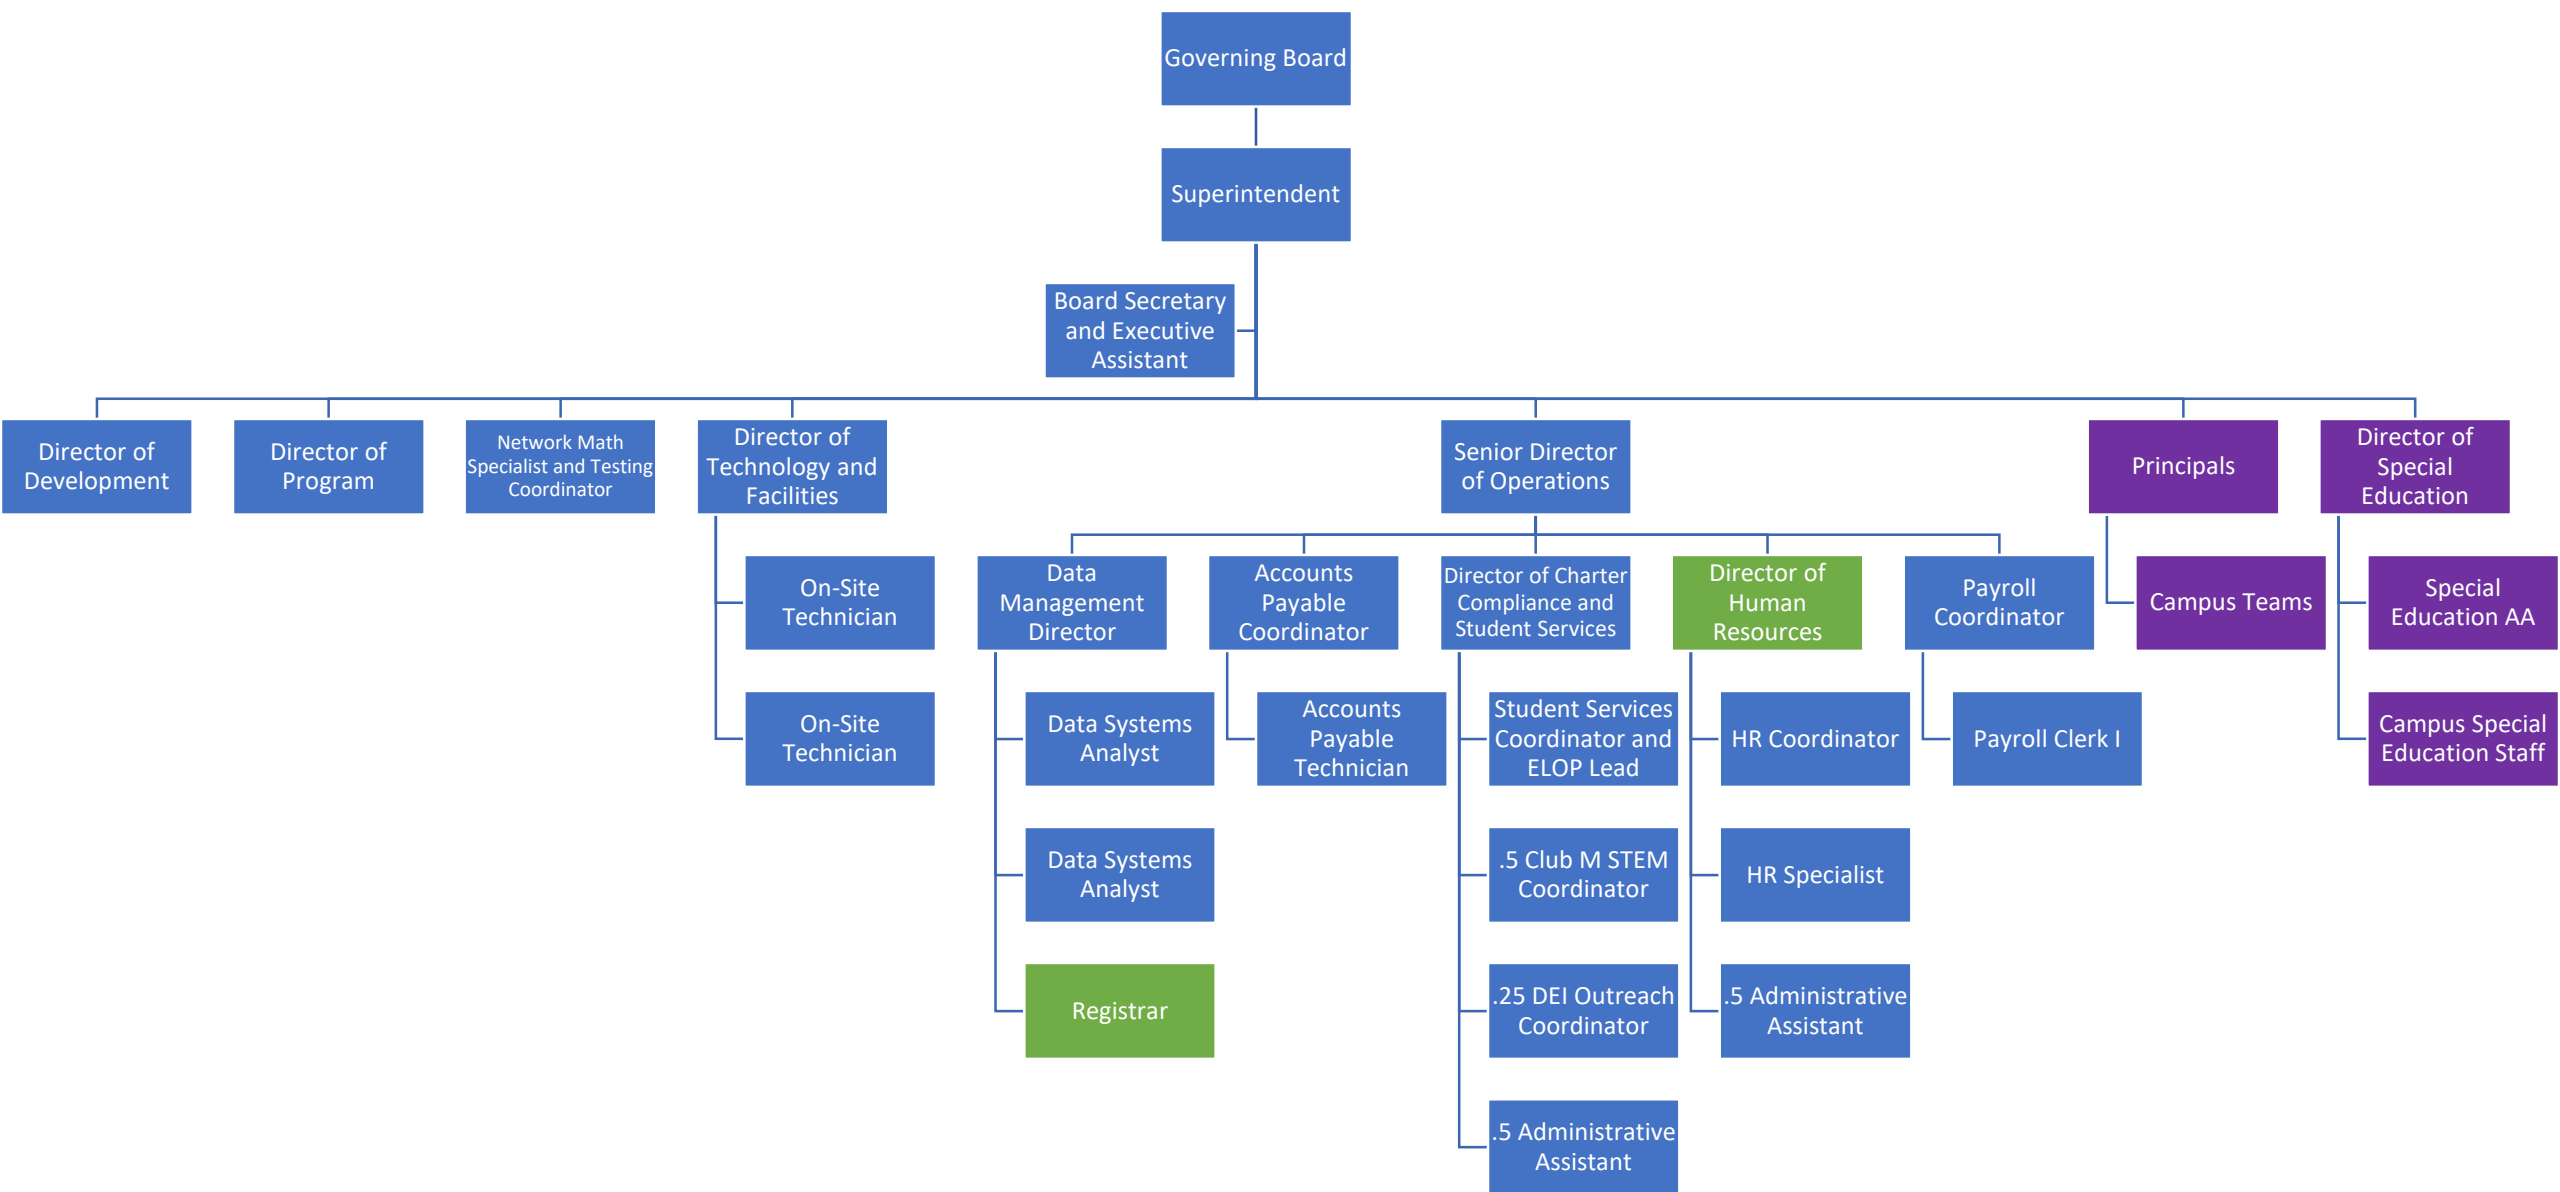 Governing Board
Superintendent
Board Secretary
and Executive
Assistant
Director of
Development
Director of
Program
Network Math
Specialist and Testing
Coordinator
Director of
Technology and
Facilities
Senior Director
of Operations
Principals
Director of
Special
Education
On-Site
Technician
On-Site
Technician
Data
Management
Director
Data Systems
Analyst
Data Systems
Analyst
Registrar
Accounts
Payable
Coordinator
Accounts
Payable
Technician
Director of Charter
Compliance and
Student Services
Student Services
Coordinator and
ELOP Lead
.5 Club M STEM
Coordinator
.25 DEI Outreach
Coordinator
.5 Administrative
Assistant
Director of
Human
Resources
HR Coordinator
HR Specialist
.5 Administrative
Assistant
Payroll
Coordinator
Payroll Clerk I
Campus Teams
Special
Education AA
Campus Special
Education Staff